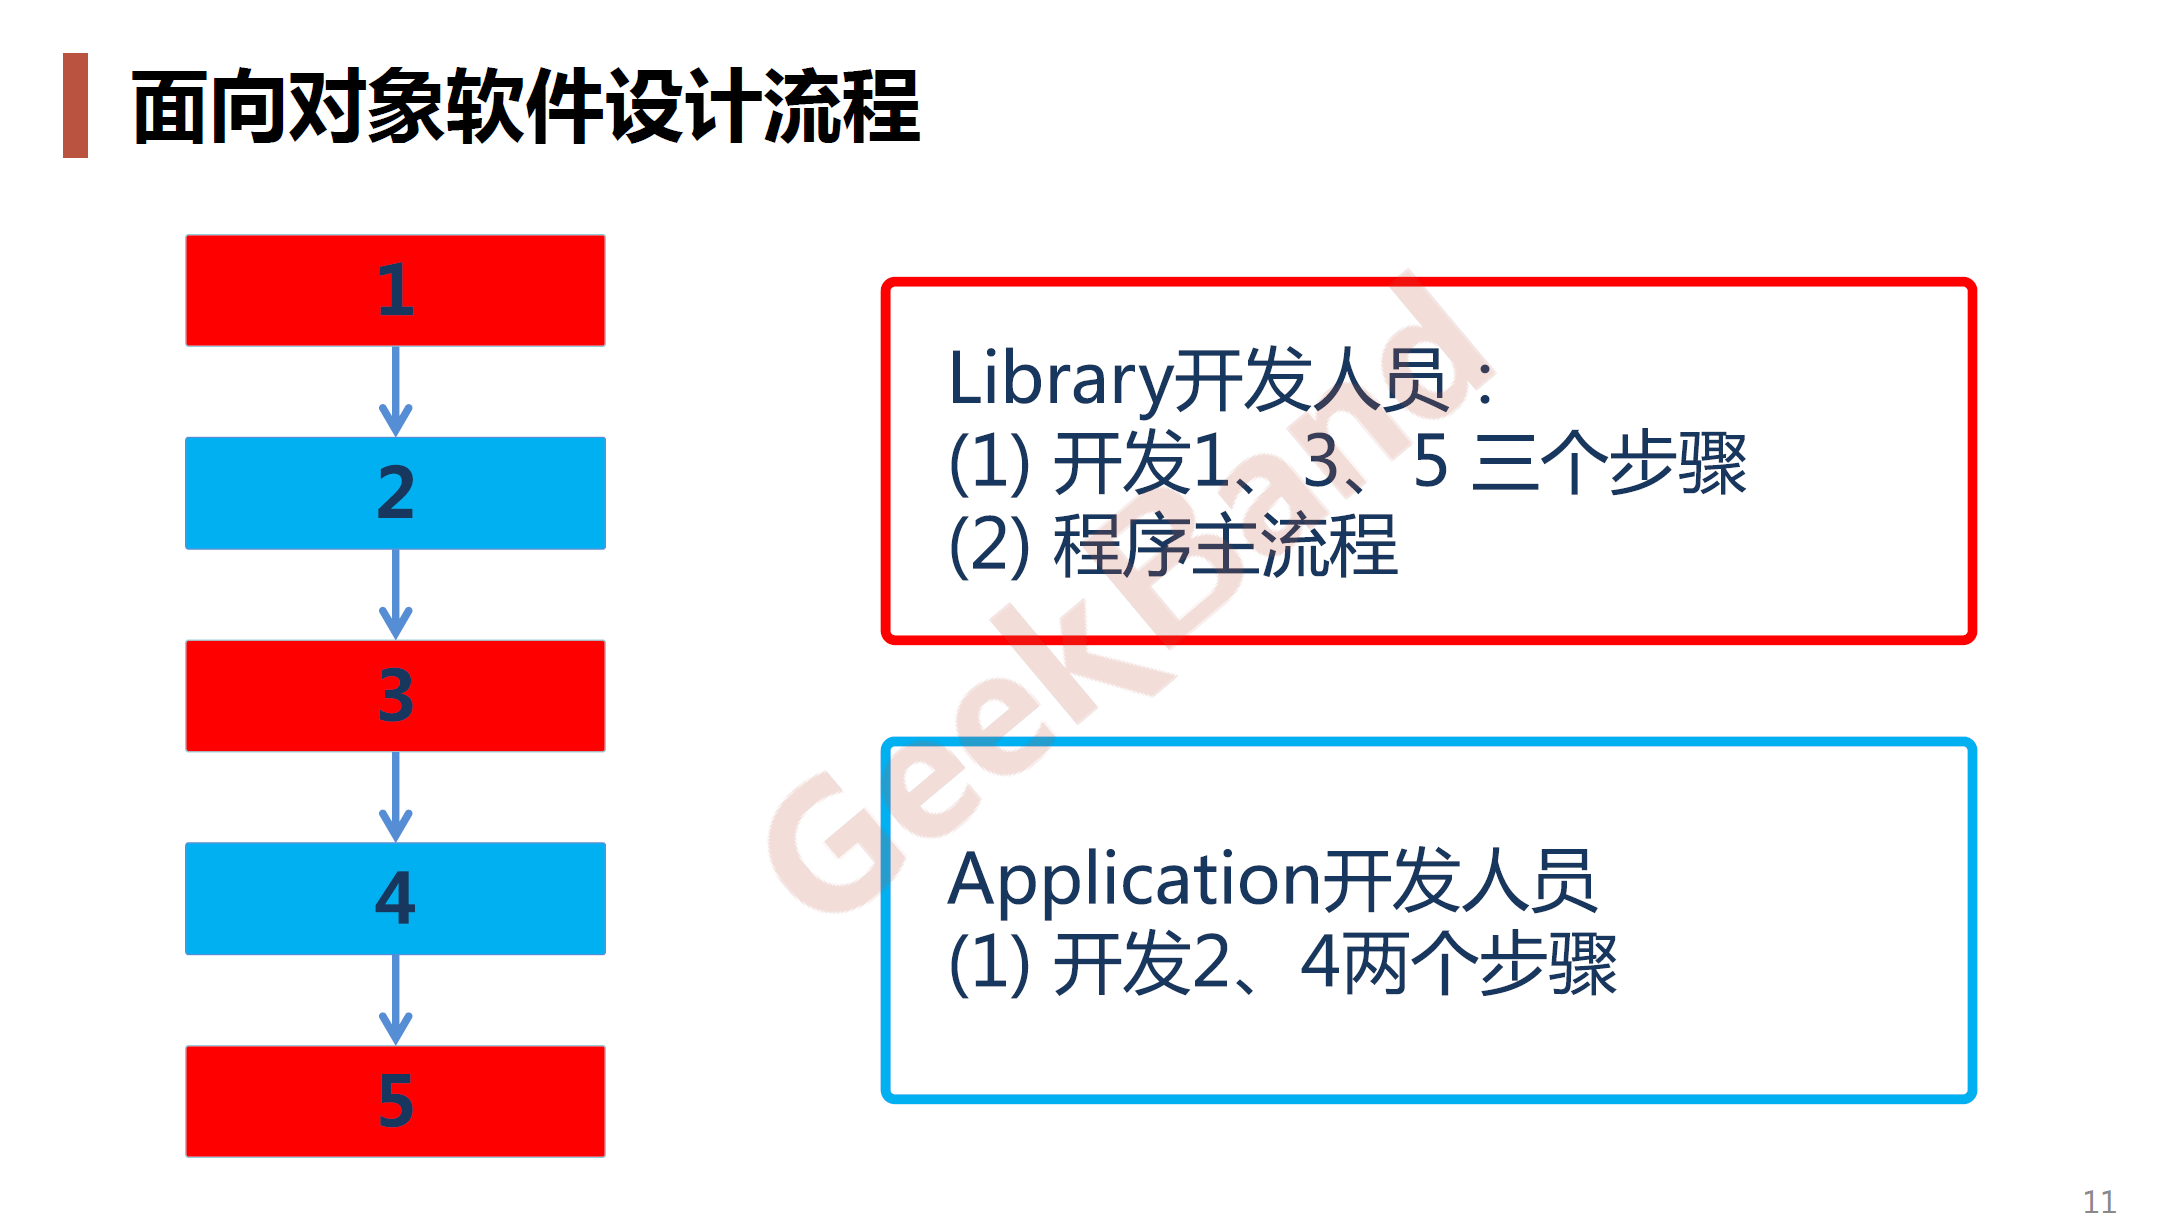 面向对象软件设计流程
1
2
3
4
5
Library开发人员：
(1) 开发1、3、5 三个步骤
(2) 程序主流程
Application开发人员
(1) 开发2、4两个步骤
GeekBand
11